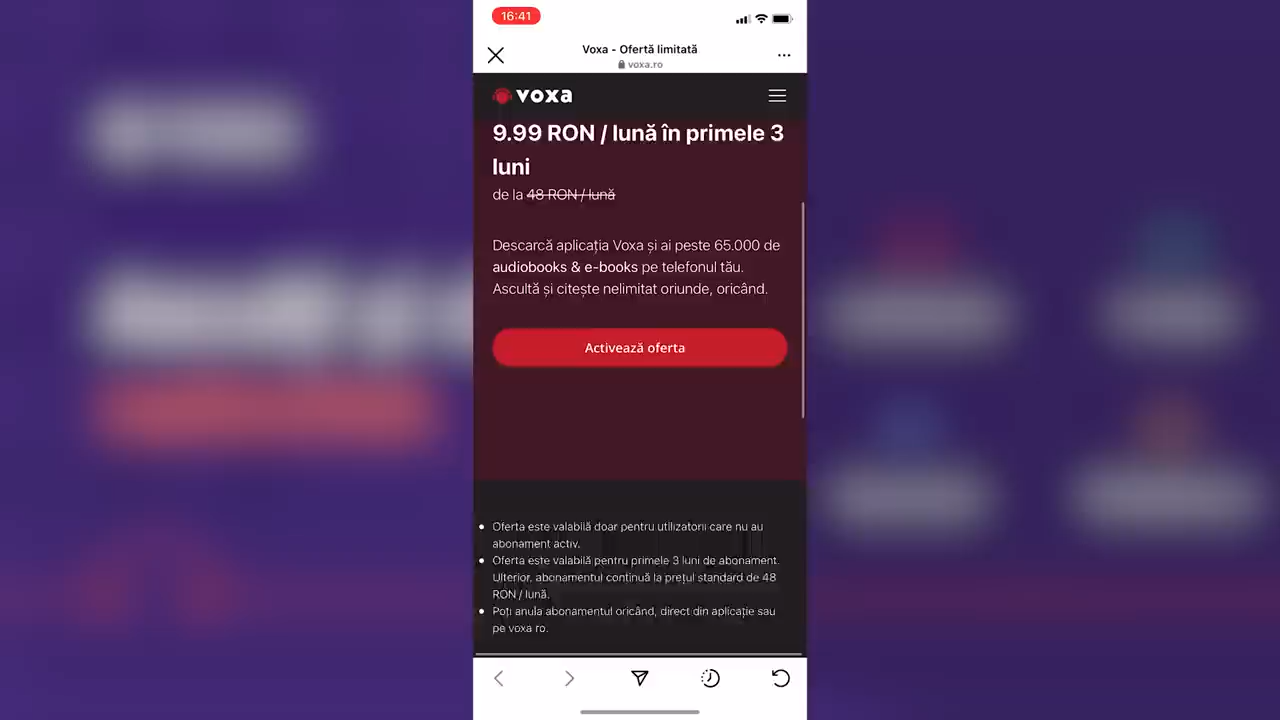 16:41
Voxa - Ofertă limitată
voxa.ro
voxa
9.99 RON / lună în primele 3
luni
de la 48 RON / lună
Descarcă aplicația Voxa și ai peste 65.000 de
audiobooks & e-books pe telefonul tău.
Ascultă și citește nelimitat oriunde, oricând.
Activează oferta
Oferta este valabilă doar pentru utilizatorii care nu au
abonament activ.
Oferta este valabilă pentru primele 3 luni de abonament.
Ulterior, abonamentul continuă la prețul standard de 48
RON / lună.
Poți anula abonamentul oricând, direct din aplicație sau
pe voxa.ro.